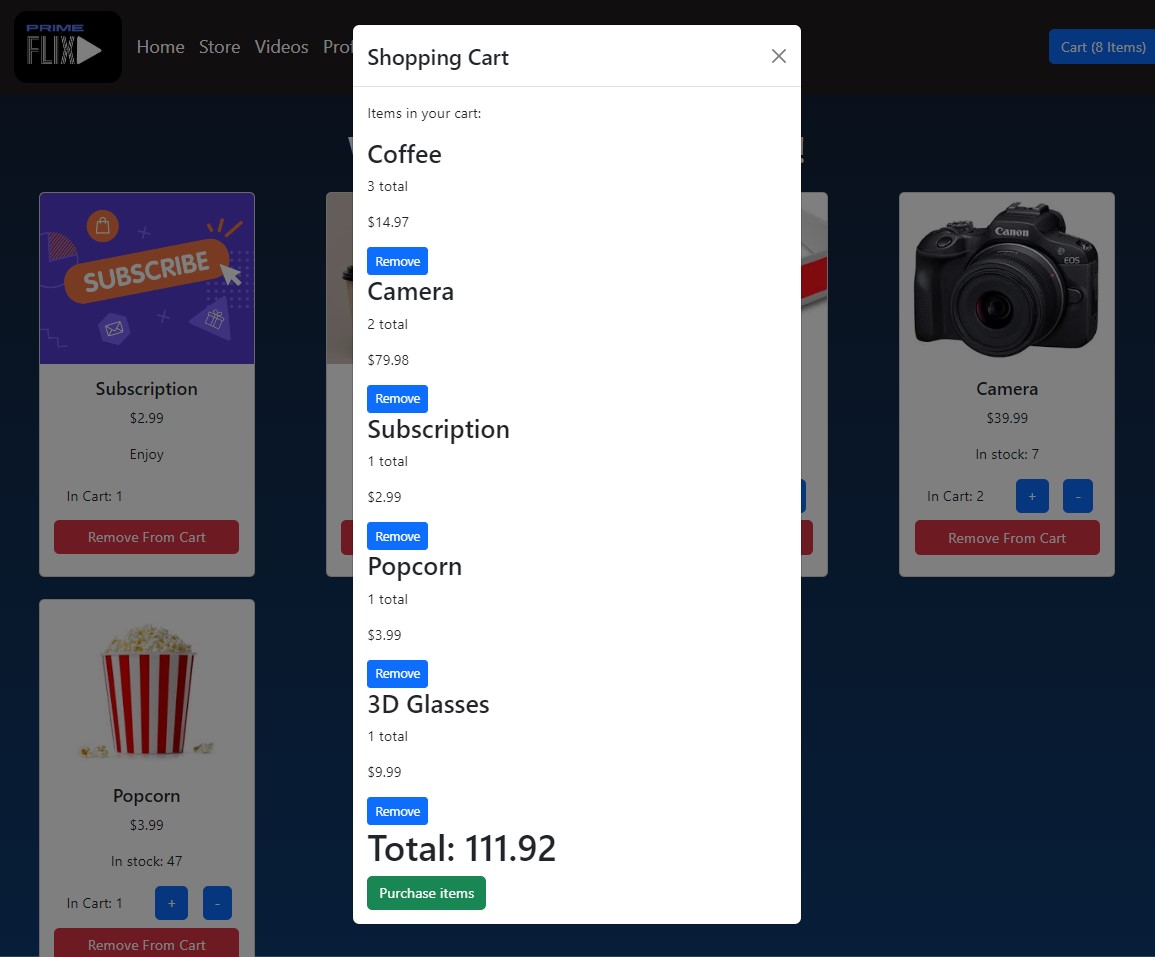 PRIME
FLIX
Home Store Videos
Cart (8 Items)
Shopping Cart
Items in your cart:
Coffee
3 total
$14.97
Remove
Camera
2 total
$79.98
Remove
Subscription
1 total
$2.99
Remove
Popcorn
1 total
$3.99
Remove
3D Glasses
1 total
$9.99
Remove
Total: 111.92
Purchase items
SUBSCRIBE
Subscription
$2.99
Enjoy
In Cart: 1
Remove From Cart
Canon
EOS
Camera
$39.99
In stock: 7
In Cart: 2 + -
Remove From Cart
Popcorn
$3.99
In stock: 47
In Cart: 1 + -
Remove From Cart